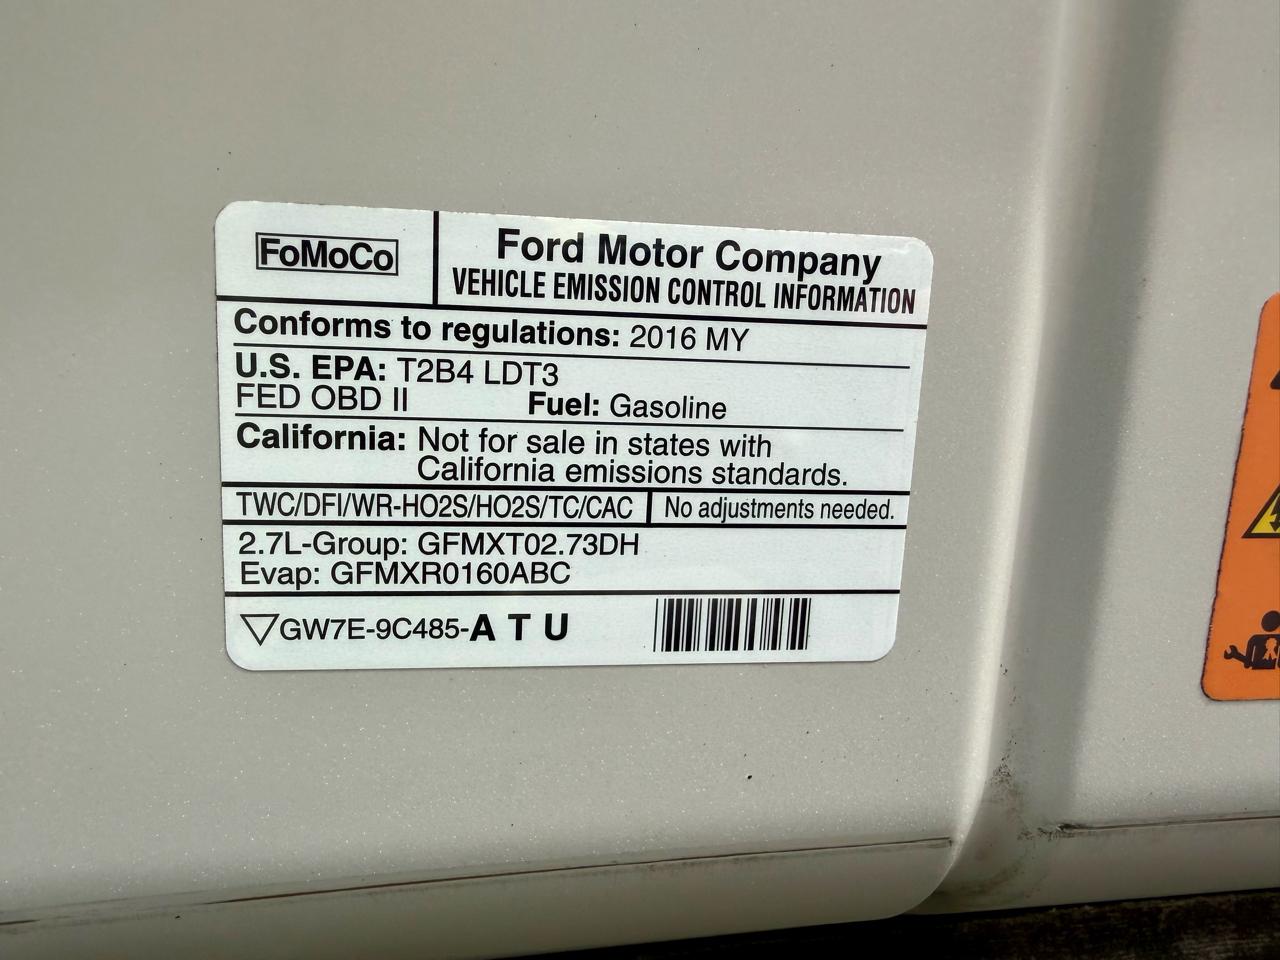 FoMoCo
Ford Motor Company
VEHICLE EMISSION CONTROL INFORMATION
Conforms to regulations: 2016 MY
U.S. EPA: T2B4 LDT3
FED OBD II Fuel: Gasoline
California: Not for sale in states with
California emissions standards.
TWC/DFI/WR-HO2S/HO2S/TC/CAC No adjustments needed.
2.7L-Group: GFMXT02.73DH
Evap: GFMXR0160ABC
GW7E-9C485-A T U